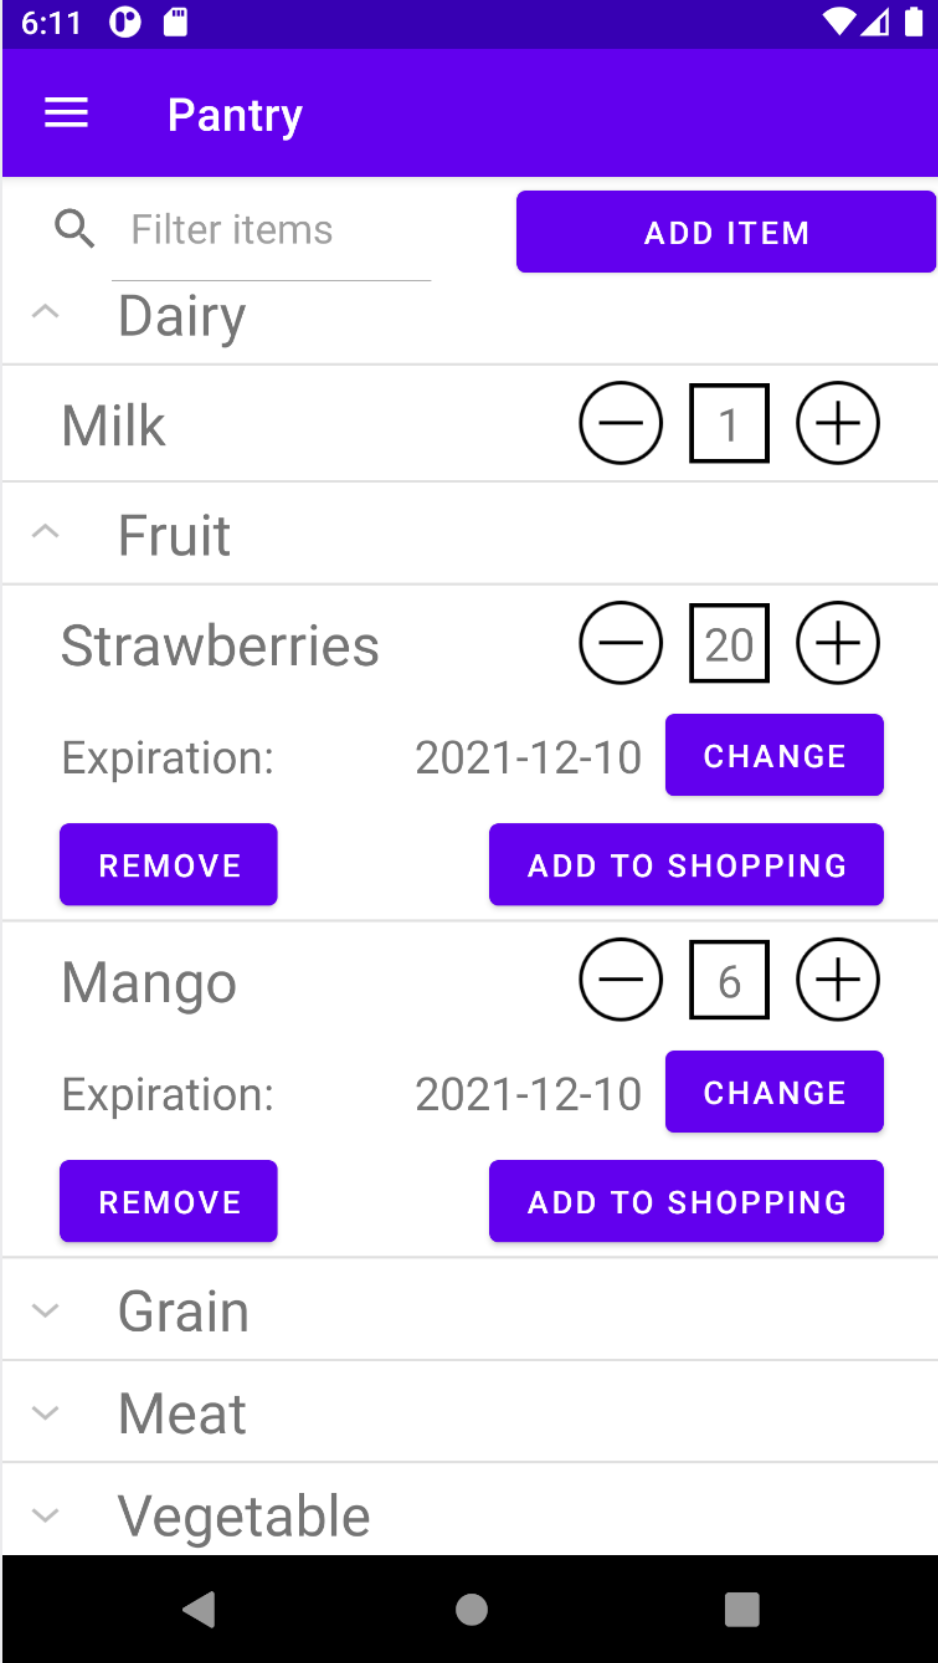 6:11
Pantry
Filter items
ADD ITEM
Dairy
Milk 1
Fruit
Strawberries 20
Expiration: 2021-12-10 CHANGE
REMOVE ADD TO SHOPPING
Mango 6
Expiration: 2021-12-10 CHANGE
REMOVE ADD TO SHOPPING
Grain
Meat
Vegetable